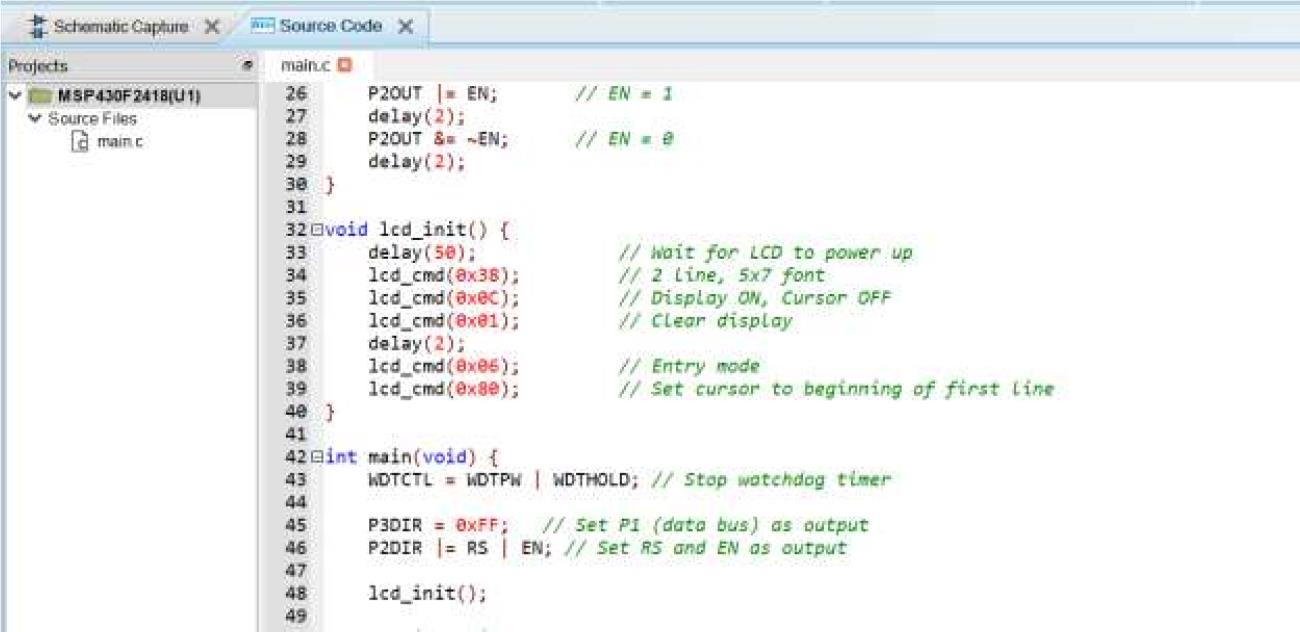 Schematic Capture
Source Code
Projects
main.c
MSP430F2418(U1)
Source Files
main.c
26 P2OUT |= EN; // EN = 1
27 delay(2);
28 P2OUT &= ~EN; // EN = 0
29 delay(2);
30 }
31
32 void lcd_init() {
33 delay(50); // Wait for LCD to power up
34 lcd_cmd(0x38); // 2 Line, 5x7 font
35 lcd_cmd(0x0C); // Display ON, Cursor OFF
36 lcd_cmd(0x01); // Clear display
37 delay(2);
38 lcd_cmd(0x06); // Entry mode
39 lcd_cmd(0x80); // Set cursor to beginning of first line
40 }
41
42 int main(void) {
43 WDTCTL = WDTPW | WDTHOLD; // Stop watchdog timer
44
45 P3DIR = 0xFF; // Set P1 (data bus) as output
46 P2DIR |= RS | EN; // Set RS and EN as output
47
48 lcd_init();
49